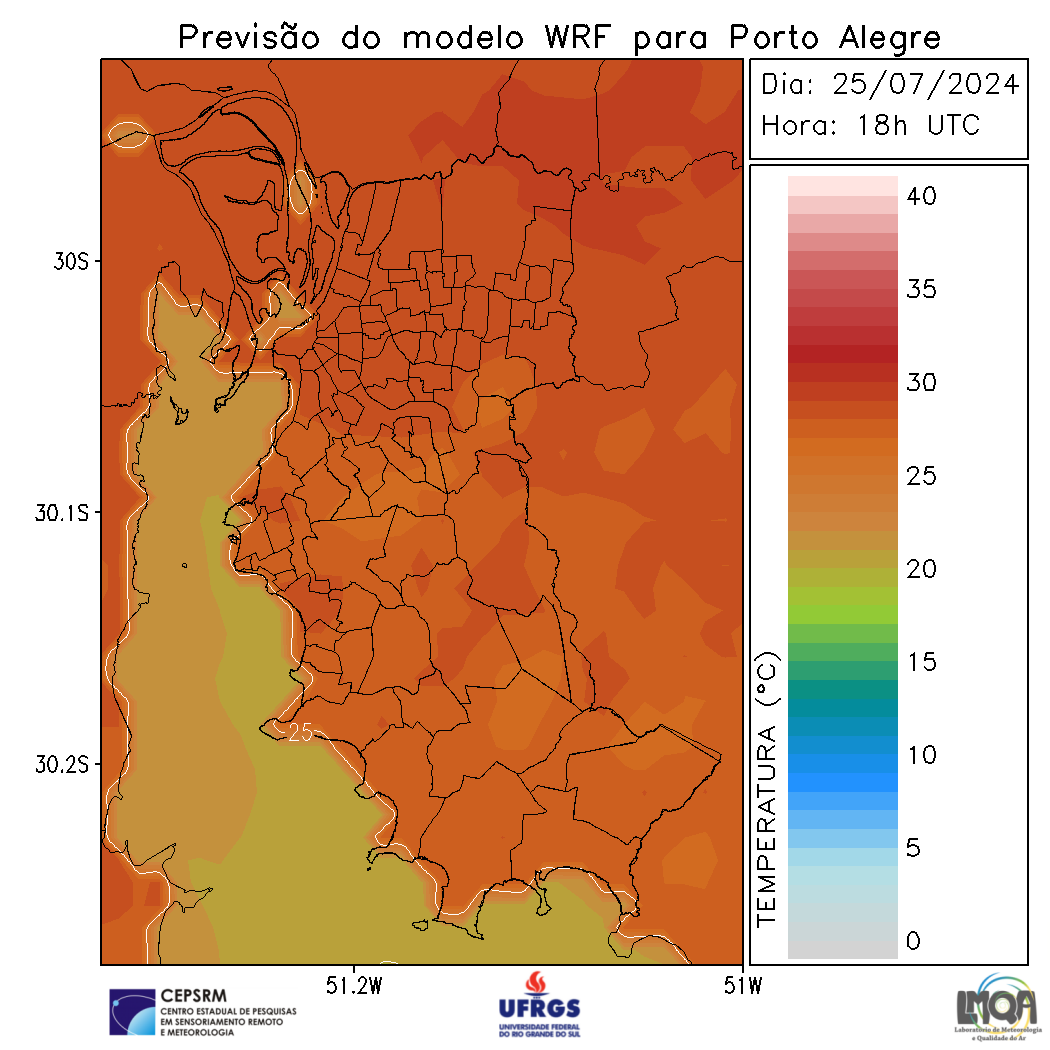 Previsão do modelo WRF para Porto Alegre
Dia: 25/07/2024
Hora: 18h UTC
40
35
30
25
20
15
10
5
0
TEMPERATURA (°C)
30S
30.1S
30.2S
25
51.2W
51W
CEPSRM
CENTRO ESTADUAL DE PESQUISAS
EM SENSORIAMENTO REMOTO
E METEOROLOGIA
UFRGS
UNIVERSIDADE FEDERAL
DO RIO GRANDE DO SUL
LMQA
Laboratório de Meteorologia
e Qualidade do Ar